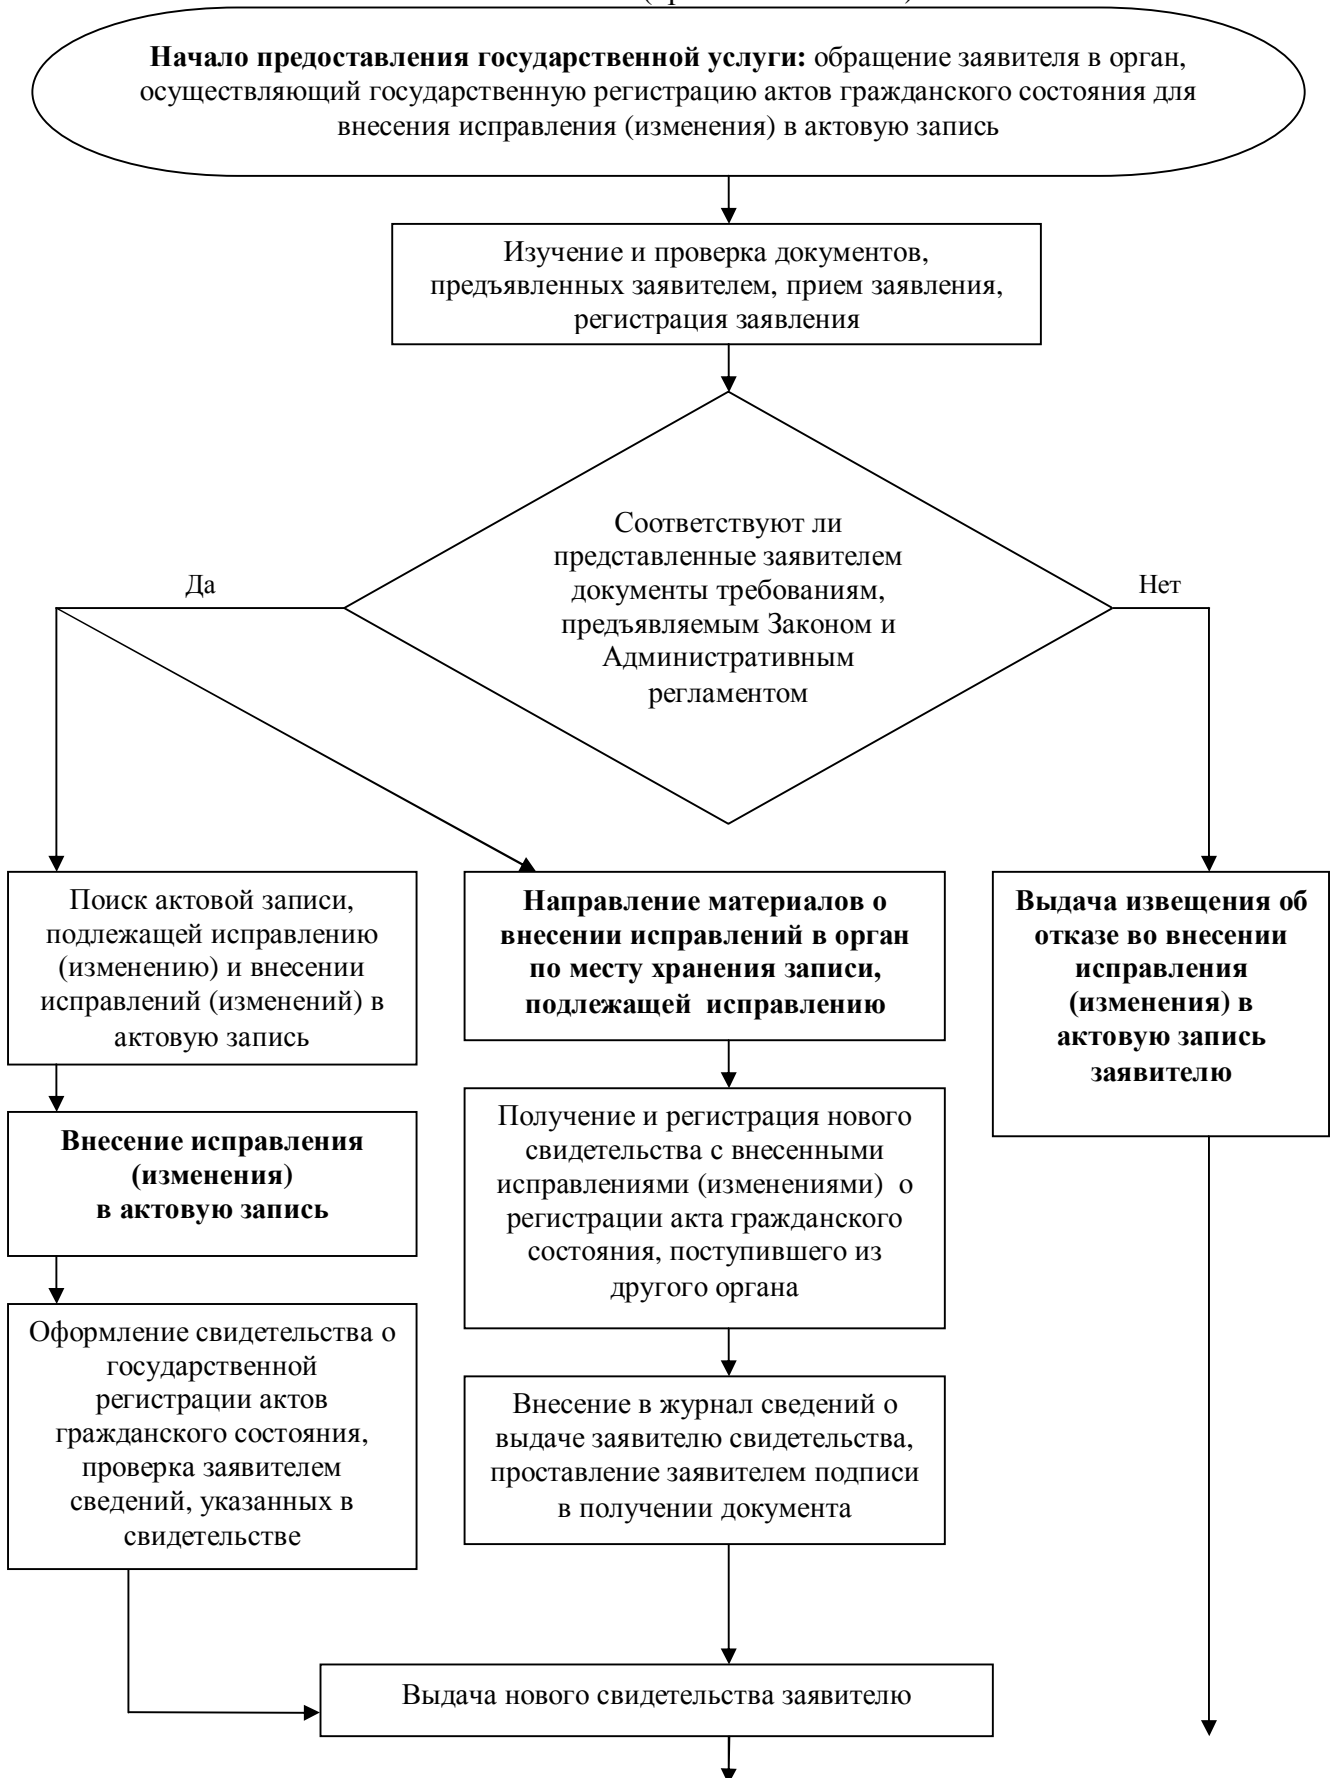 Начало предоставления государственной услуги: обращение заявителя в орган,
осуществляющий государственную регистрацию актов гражданского состояния для
внесения исправления (изменения) в актовую запись
Изучение и проверка документов,
предъявленных заявителем, прием заявления,
регистрация заявления
Соответствуют ли
представленные заявителем
документы требованиям,
предъявляемым Законом и
Административным
регламентом
Да
Нет
Поиск актовой записи,
подлежащей исправлению
(изменению) и внесении
исправлений (изменений) в
актовую запись
Направление материалов о
внесении исправлений в орган
по месту хранения записи,
подлежащей исправлению
Выдача извещения об
отказе во внесении
исправления
(изменения) в
актовую запись
заявителю
Внесение исправления
(изменения)
в актовую запись
Получение и регистрация нового
свидетельства с внесенными
исправлениями (изменениями) о
регистрации акта гражданского
состояния, поступившего из
другого органа
Оформление свидетельства о
государственной
регистрации актов
гражданского состояния,
проверка заявителем
сведений, указанных в
свидетельстве
Внесение в журнал сведений о
выдаче заявителю свидетельства,
проставление заявителем подписи
в получении документа
Выдача нового свидетельства заявителю